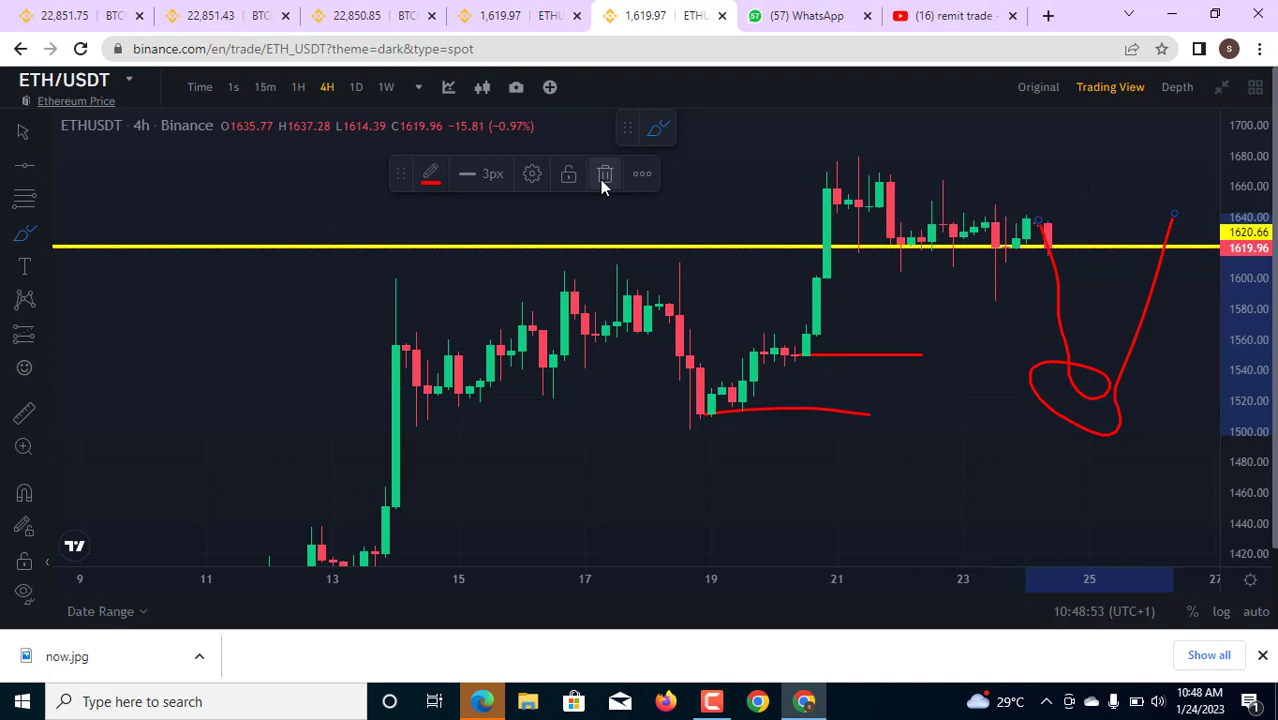 22,851.75 BTC
22,851.43 BTC
22,850.85 BTC
1,619.97 ETHU
1,619.97 ETHU
(57) WhatsApp
(16) remit trade -
binance.com/en/trade/ETH_USDT?theme=dark&type=spot
S
ETH/USDT
Ethereum Price
Time 1s 15m 1H 4H 1D 1W
Original Trading View Depth
ETHUSDT · 4h · Binance O1635.77 H1637.28 L1614.39 C1619.96 −15.81 (−0.97%)
3px
1700.00
1680.00
1660.00
1640.00
1620.66
1619.96
1600.00
1580.00
1560.00
1540.00
1520.00
1500.00
1480.00
1460.00
1440.00
1420.00
9 11 13 15 17 19 21 23 25 27
Date Range
10:48:53 (UTC+1) % log auto
now.jpg
Show all
Type here to search
29°C
10:48 AM
1/24/2023
1